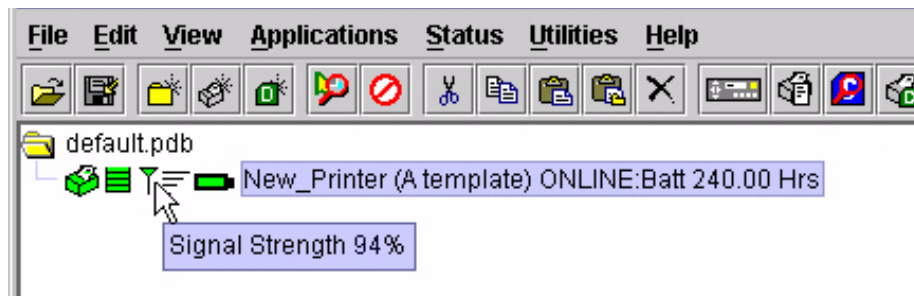 File Edit View Applications Status Utilities Help
default.pdb
New_Printer (A template) ONLINE:Batt 240.00 Hrs
Signal Strength 94%